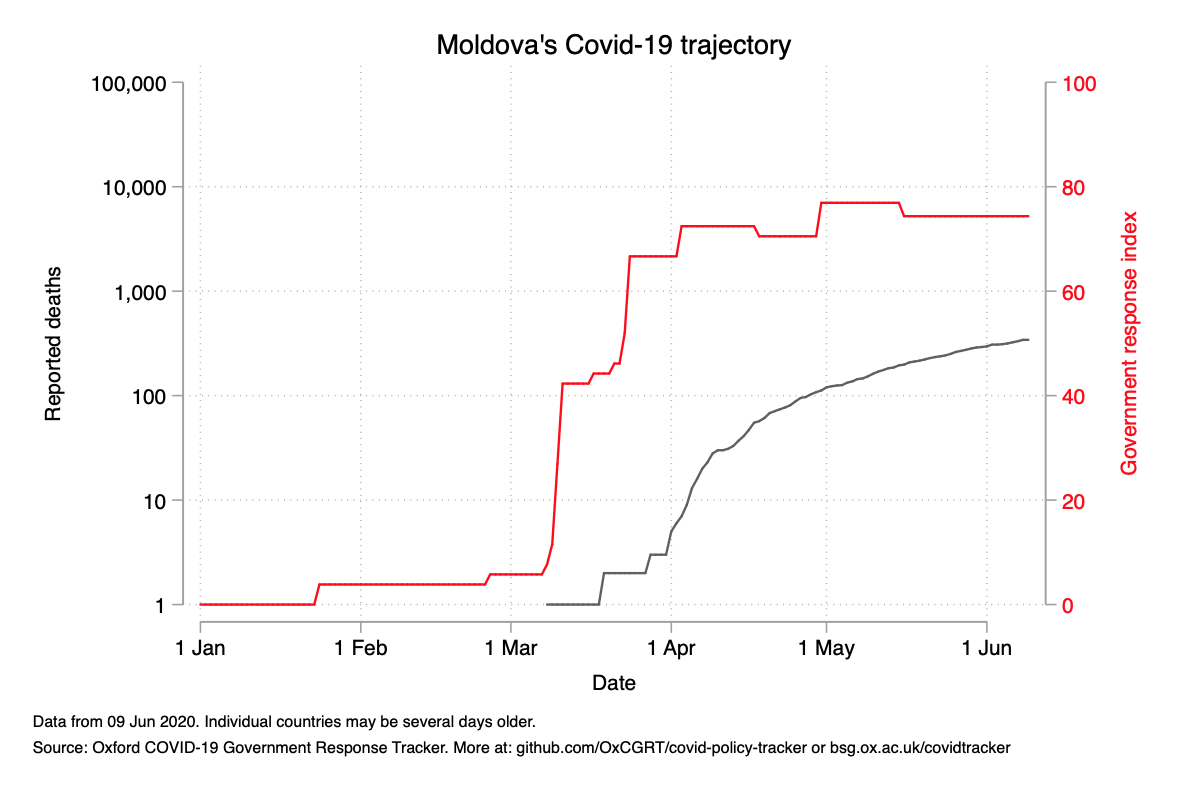 Moldova's Covid-19 trajectory
100,000
10,000
1,000
100
10
1
Reported deaths
100
80
60
40
20
0
Government response index
1 Jan 1 Feb 1 Mar 1 Apr 1 May 1 Jun
Date
Data from 09 Jun 2020. Individual countries may be several days older.
Source: Oxford COVID-19 Government Response Tracker. More at: github.com/OxCGRT/covid-policy-tracker or bsg.ox.ac.uk/covidtracker